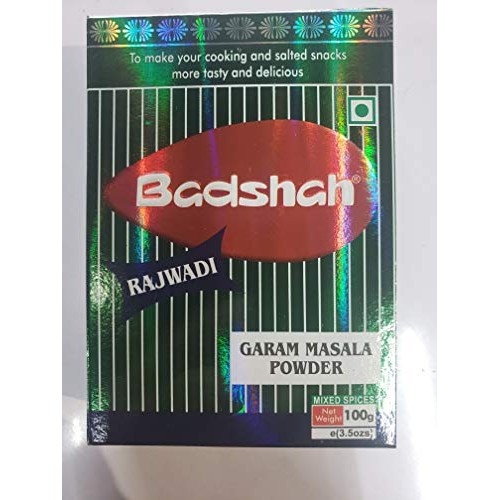 To make your cooking and salted snacks
more tasty and delicious
Badshah®
RAJWADI
GARAM MASALA
POWDER
MIXED SPICES
Net
Weight
100g
e(3.5ozs)